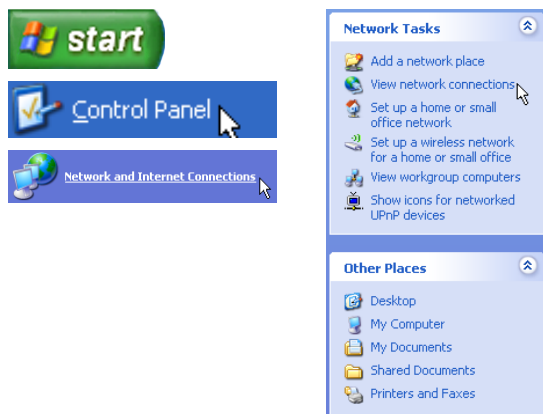 start
Control Panel
Network and Internet Connections
Network Tasks
Add a network place
View network connections
Set up a home or small
office network
Set up a wireless network
for a home or small office
View workgroup computers
Show icons for networked
UPnP devices
Other Places
Desktop
My Computer
My Documents
Shared Documents
Printers and Faxes